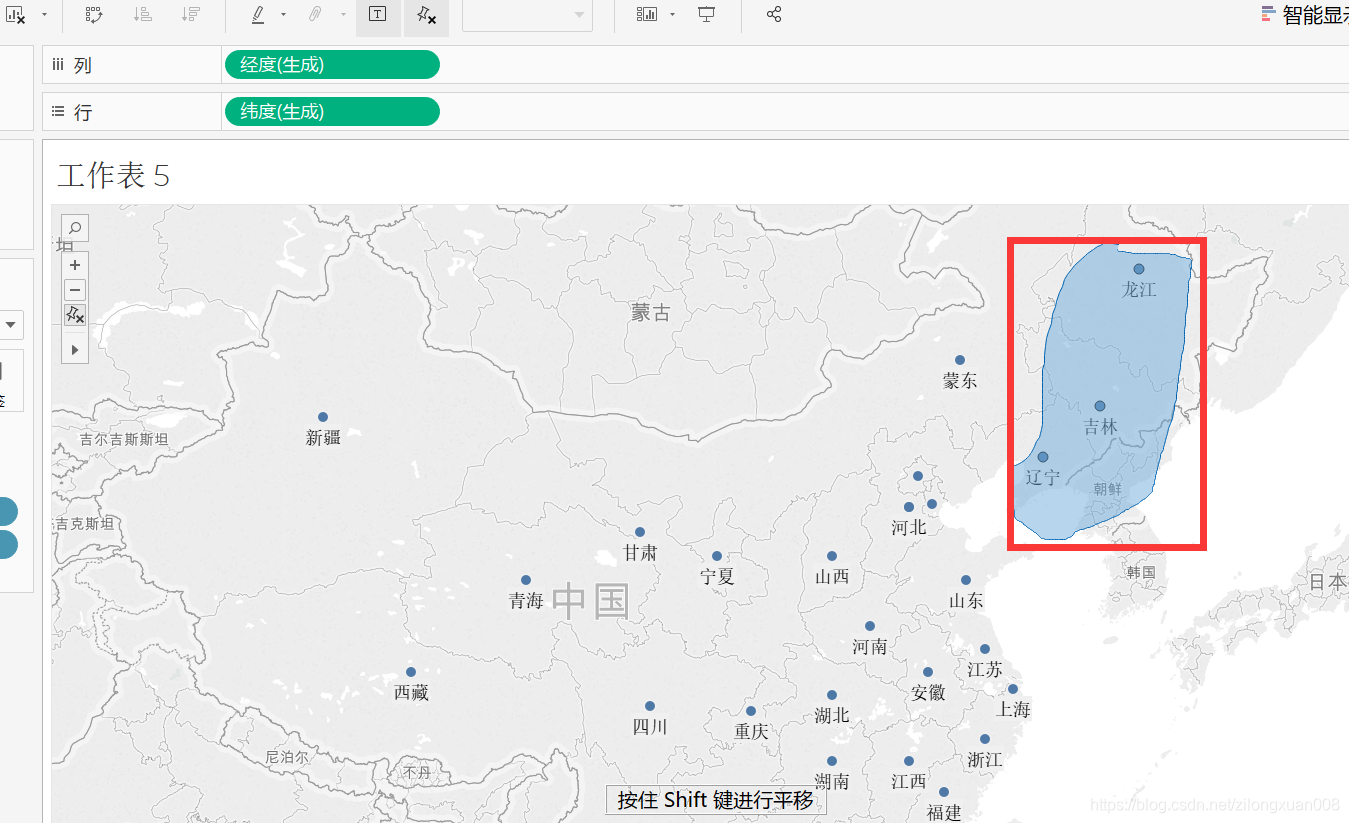 智能显
列 经度(生成)
行 纬度(生成)
工作表 5
坦
蒙古
龙江
蒙东
吉林
新疆
吉尔吉斯斯坦
辽宁
朝鲜
吉克斯坦
河北
甘肃
宁夏
山西
韩国
日本
青海
中国
山东
河南
江苏
西藏
安徽
上海
四川
重庆
湖北
尼泊尔
浙江
不丹
湖南
江西
按住 Shift 键进行平移
福建
https://blog.csdn.net/zilongxuan008